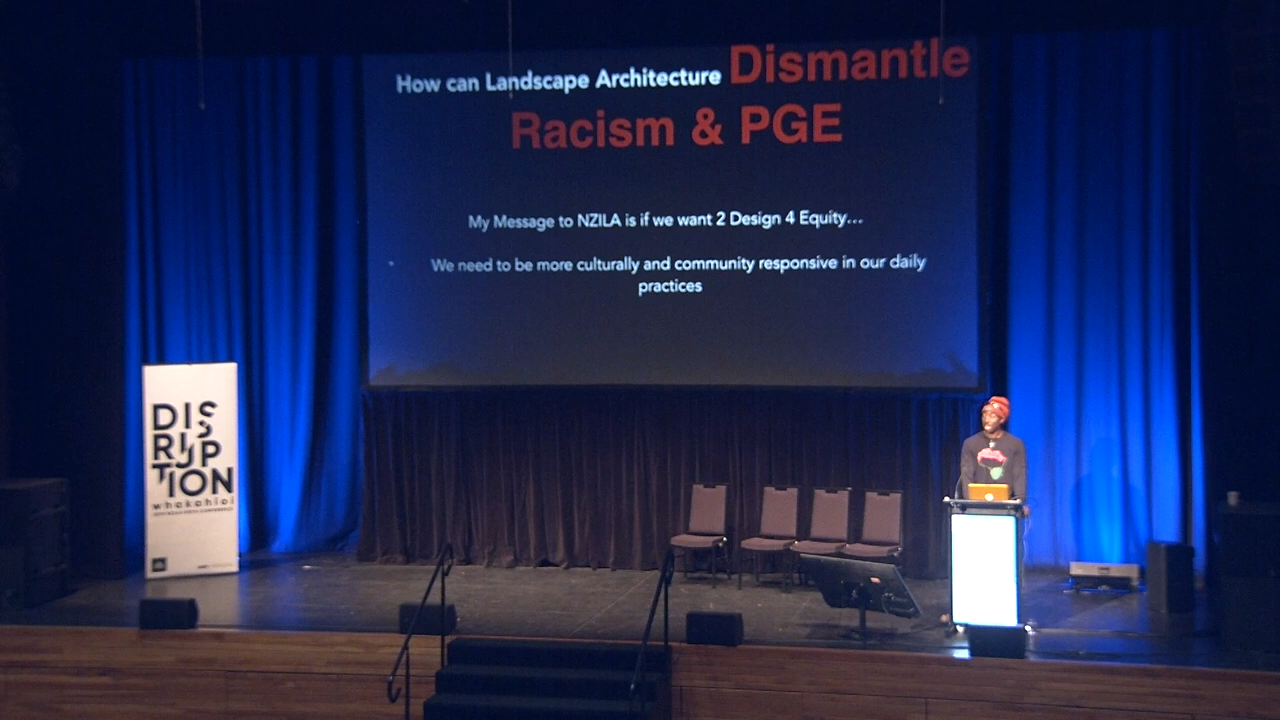 How can Landscape Architecture Dismantle
Racism & PGE
My Message to NZILA is if we want 2 Design 4 Equity...
We need to be more culturally and community responsive in our daily
practices
DIS
RUP
TION
whakahioi